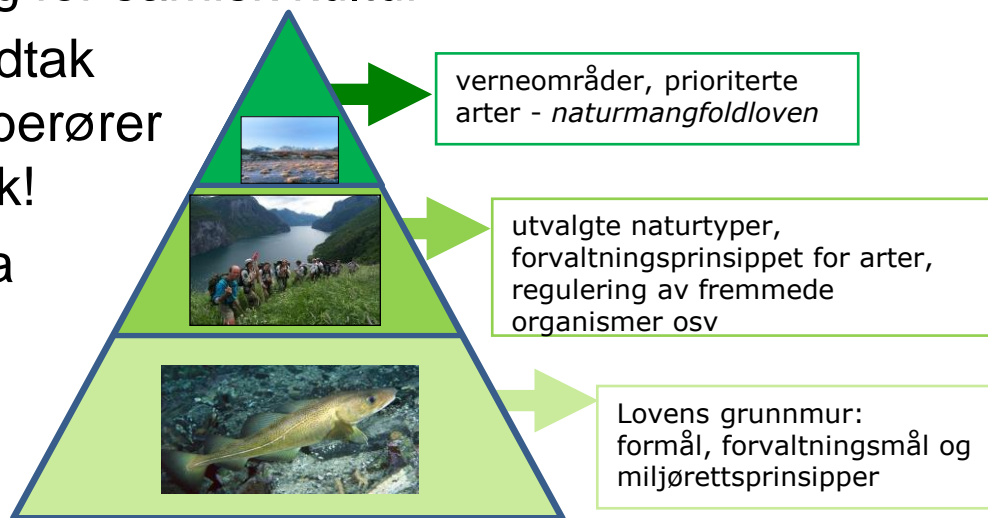 dtak
berører
k!
a
verneområder, prioriterte
arter - naturmangfoldloven
utvalgte naturtyper,
forvaltningsprinsippet for arter,
regulering av fremmede
organismer osv
Lovens grunnmur:
formål, forvaltningsmål og
miljørettsprinsipper